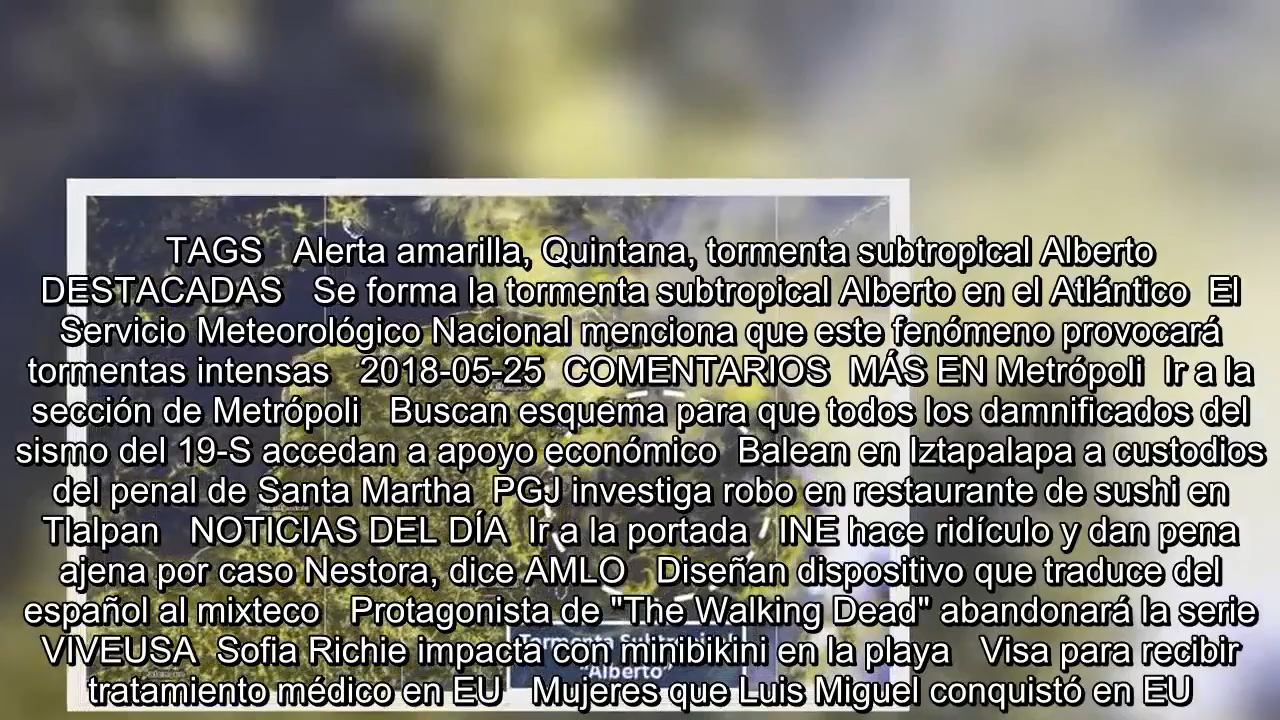 TAGS Alerta amarilla, Quintana, tormenta subtropical Alberto
DESTACADAS Se forma la tormenta subtropical Alberto en el Atlántico El
Servicio Meteorológico Nacional menciona que este fenómeno provocará
tormentas intensas 2018-05-25 COMENTARIOS MÁS EN Metrópoli Ir a la
sección de Metrópoli Buscan esquema para que todos los damnificados del
sismo del 19-S accedan a apoyo económico Balean en Iztapalapa a custodios
del penal de Santa Martha PGJ investiga robo en restaurante de sushi en
Tlalpan NOTICIAS DEL DÍA Ir a la portada INE hace ridículo y dan pena
ajena por caso Nestora, dice AMLO Diseñan dispositivo que traduce del
español al mixteco Protagonista de "The Walking Dead" abandonará la serie
VIVEUSA Sofia Richie impacta con minibikini en la playa Visa para recibir
tratamiento médico en EU Mujeres que Luis Miguel conquistó en EU
Tormenta Subtropical
"Alberto"